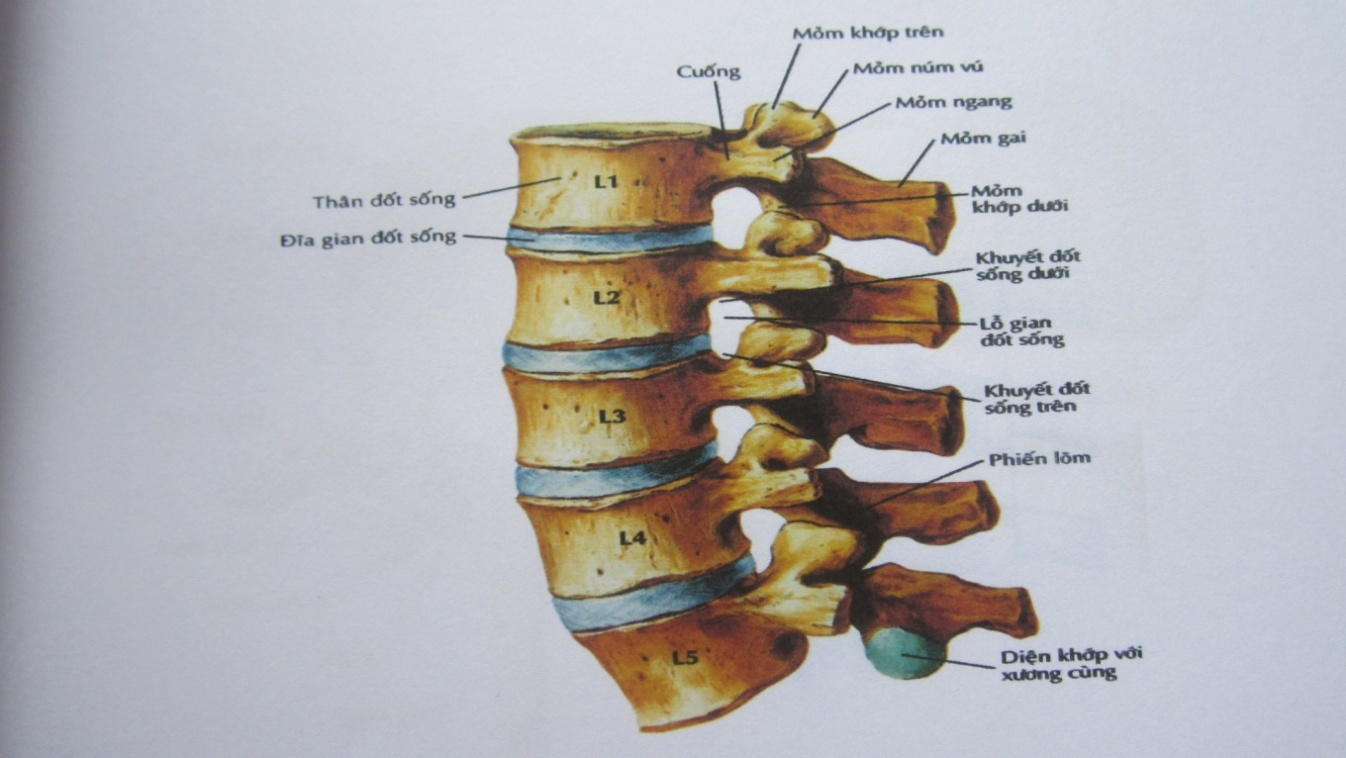 Mỏm khớp trên
Cuống
Mỏm núm vú
Mỏm ngang
Mỏm gai
L1
Thân đốt sống
Mỏm
khớp dưới
Đĩa gian đốt sống
Khuyết đốt
sống dưới
L2
Lỗ gian
đốt sống
Khuyết đốt
sống trên
L3
Phiến lõm
L4
L5
Diện khớp với
xương cùng